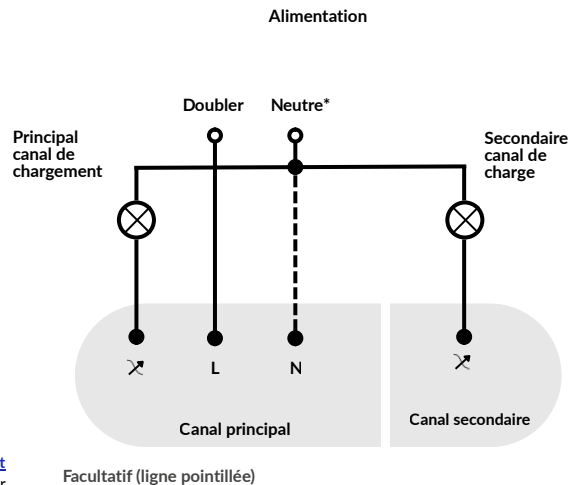 Alimentation
Doubler Neutre*
Principal
canal de
chargement
Secondaire
canal de
charge
L N
Canal principal
Canal secondaire
t
r
Facultatif (ligne pointillée)